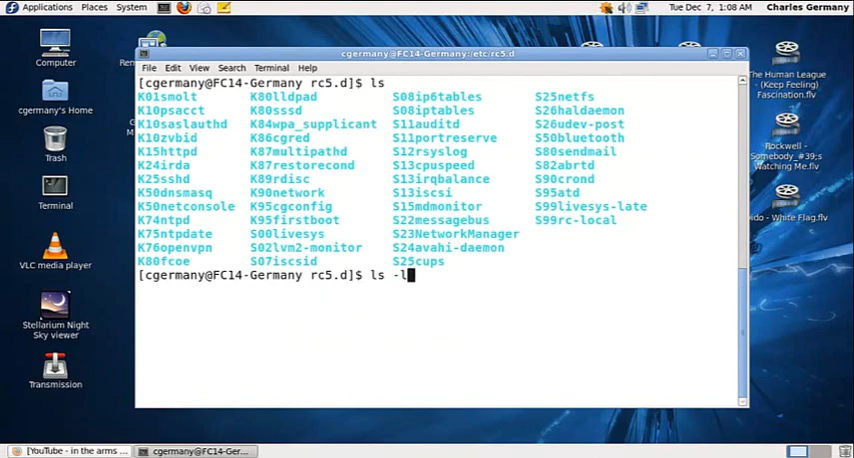 Applications Places System
Tue Dec 7, 1:08 AM Charles Germany
cgermany@FC14-Germany:/etc/rc5.d
File Edit View Search Terminal Help
[cgermany@FC14-Germany rc5.d]$ ls
K01smolt K80lldpad S08ip6tables S25netfs
K10psacct K80sssd S08iptables S26haldaemon
K10saslauthd K84wpa_supplicant S11auditd S26udev-post
K10zvbid K86cgred S11portreserve S50bluetooth
K15httpd K87multipathd S12rsyslog S80sendmail
K24irda K87restorecond S13cpuspeed S82abrtd
K25sshd K89rdisc S13irqbalance S90crond
K50dnsmasq K90network S13iscsi S95atd
K50netconsole K95cgconfig S15mdmonitor S99livesys-late
K74ntpd K95firstboot S22messagebus S99rc-local
K75ntpdate S00livesys S23NetworkManager
K76openvpn S02lvm2-monitor S24avahi-daemon
K80fcoe S07iscsid S25cups
[cgermany@FC14-Germany rc5.d]$ ls -l
Computer
cgermany's Home
Trash
Terminal
VLC media player
Stellarium Night
Sky viewer
Transmission
The Human League
- (Keep Feeling)
Fascination.flv
Rockwell -
Somebody_#39;s
Watching Me.flv
ido - White Flag.flv
[YouTube - in the arms ...
cgermany@FC14-Ger...